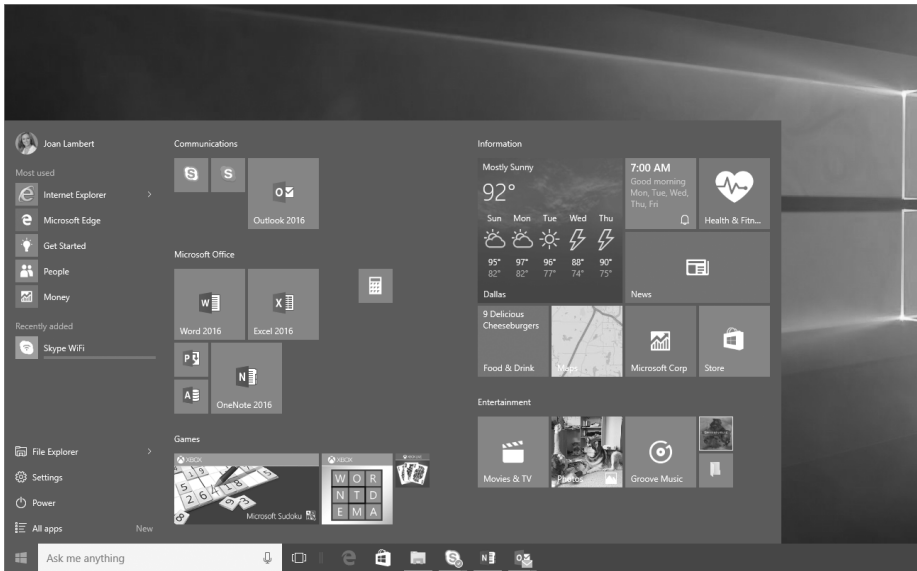 Joan Lambert
Most used
Internet Explorer
Microsoft Edge
Get Started
People
Money
Recently added
Skype WiFi
File Explorer
Settings
Power
All apps New
Communications
Outlook 2016
Microsoft Office
Word 2016
Excel 2016
OneNote 2016
Games
XBOX
Microsoft Sudoku
XBOX
W O R
N T D
E M A
XBOX LIVE
Information
Mostly Sunny
92°
Sun Mon Tue Wed Thu
95° 97° 96° 88° 90°
82° 82° 77° 74° 75°
Dallas
7:00 AM
Good morning
Mon, Tue, Wed,
Thu, Fri
Health & Fitn...
News
9 Delicious
Cheeseburgers
Food & Drink
Maps
Microsoft Corp
Store
Entertainment
Movies & TV
Photos
Groove Music
Ask me anything